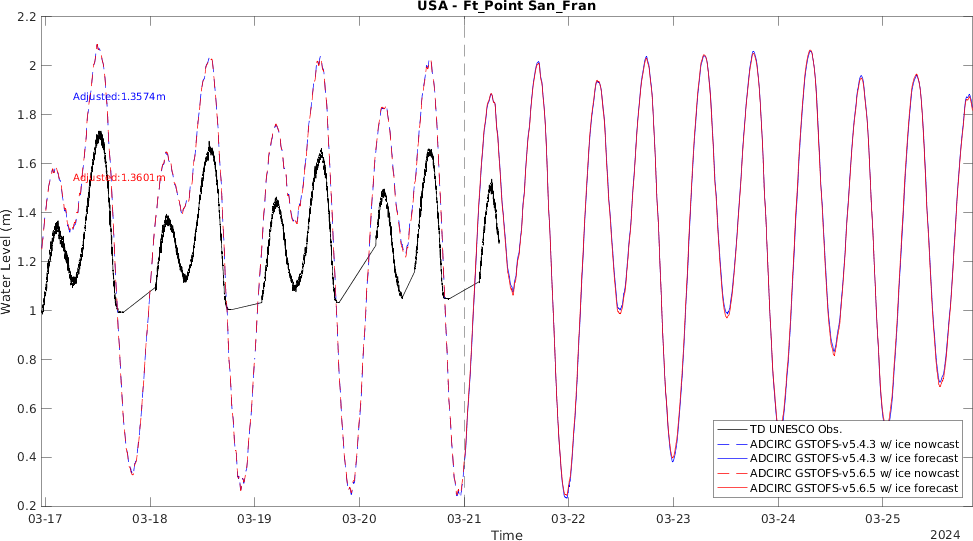 USA - Ft_Point San_Fran
2.2
2
1.8
1.6
1.4
1.2
1
0.8
0.6
0.4
0.2
Water Level (m)
Adjusted:1.3574m
Adjusted:1.3601m
TD UNESCO Obs.
ADCIRC GSTOFS-v5.4.3 w/ ice nowcast
ADCIRC GSTOFS-v5.4.3 w/ ice forecast
ADCIRC GSTOFS-v5.6.5 w/ ice nowcast
ADCIRC GSTOFS-v5.6.5 w/ ice forecast
03-17 03-18 03-19 03-20 03-21 03-22 03-23 03-24 03-25
Time
2024